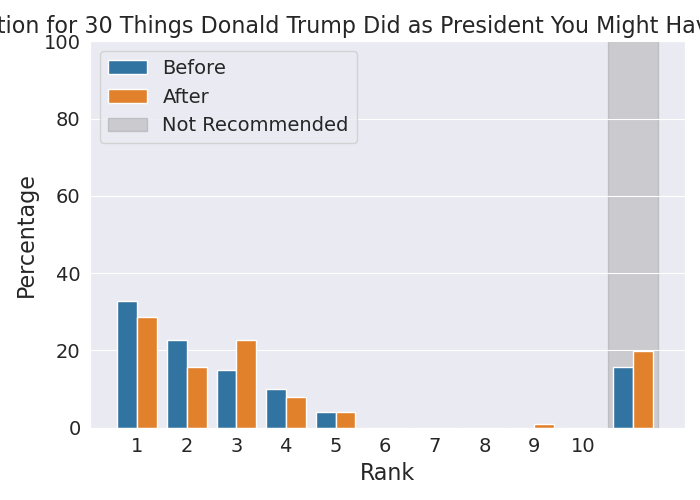 tion for 30 Things Donald Trump Did as President You Might Hav
100
80
60
40
20
0
Percentage
Before
After
Not Recommended
1 2 3 4 5 6 7 8 9 10
Rank